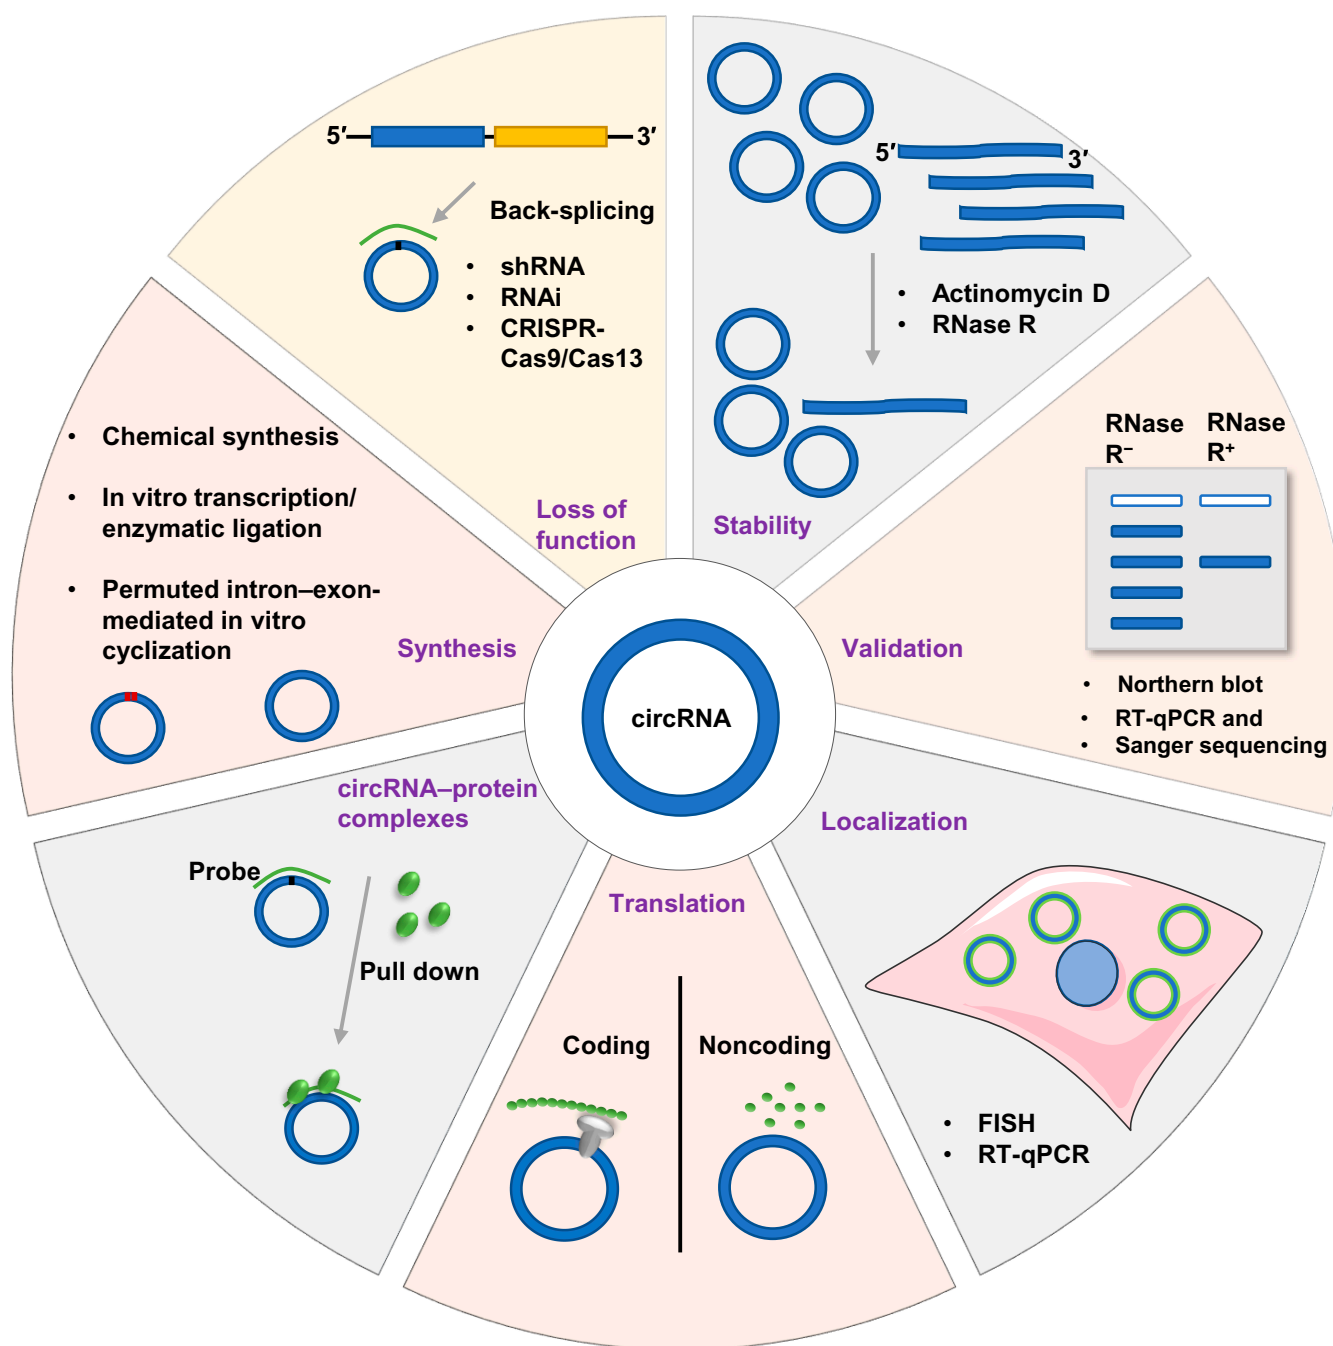 5′
3′
Back-splicing
• shRNA
• RNAi
• CRISPR-
Cas9/Cas13
Loss of
function
5′
3′
• Actinomycin D
• RNase R
Stability
RNase
R⁻
RNase
R⁺
Validation
• Northern blot
• RT-qPCR and
• Sanger sequencing
Localization
• FISH
• RT-qPCR
Translation
Coding
Noncoding
circRNA–protein
complexes
Probe
Pull down
• Chemical synthesis
• In vitro transcription/
enzymatic ligation
• Permuted intron–exon-
mediated in vitro
cyclization
Synthesis
circRNA